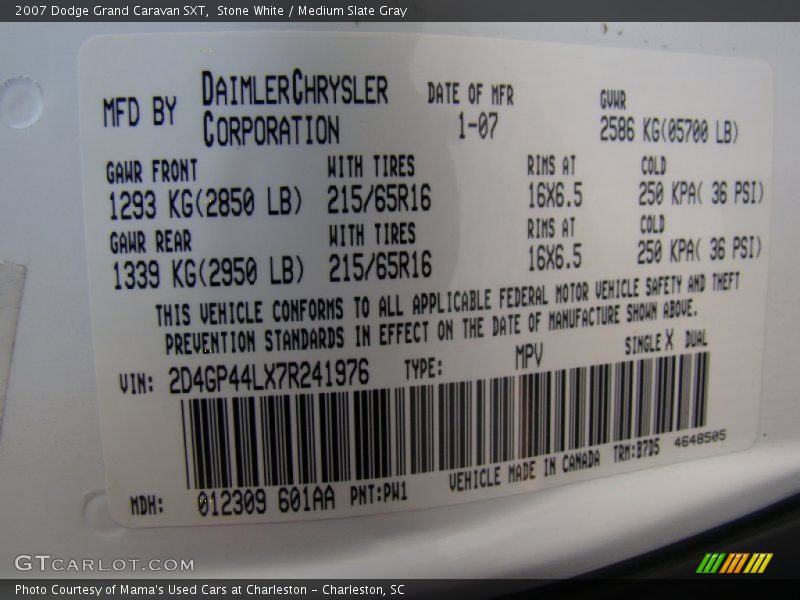 2007 Dodge Grand Caravan SXT,  Stone White / Medium Slate Gray
MFD BY DAIMLERCHRYSLER CORPORATION DATE OF MFR 1-07 GVWR 2586 KG(05700 LB)
GAWR FRONT WITH TIRES RIMS AT COLD
1293 KG(2850 LB) 215/65R16 16X6.5 250 KPA( 36 PSI)
GAWR REAR WITH TIRES RIMS AT COLD
1339 KG(2950 LB) 215/65R16 16X6.5 250 KPA( 36 PSI)
THIS VEHICLE CONFORMS TO ALL APPLICABLE FEDERAL MOTOR VEHICLE SAFETY AND THEFT
PREVENTION STANDARDS IN EFFECT ON THE DATE OF MANUFACTURE SHOWN ABOVE.
VIN: 2D4GP44LX7R241976 TYPE: MPV SINGLE X DUAL
MDH: 012309 601AA PNT:PW1 VEHICLE MADE IN CANADA TRM:B7D5 4648505
GTCARLOT.COM
Photo Courtesy of Mama's Used Cars at Charleston - Charleston, SC